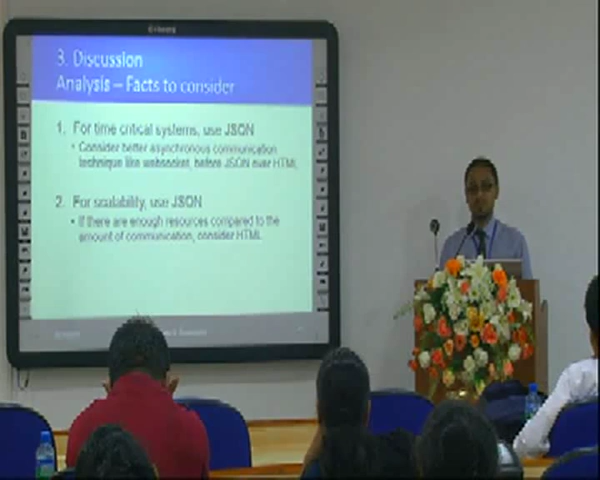 3. Discussion
Analysis – Facts to consider
1. For time critical systems, use JSON
• Consider better asynchronous communication
technique like websocket, before JSON over HTML
2. For scalability, use JSON
• If there are enough resources compared to the
amount of communication, consider HTML